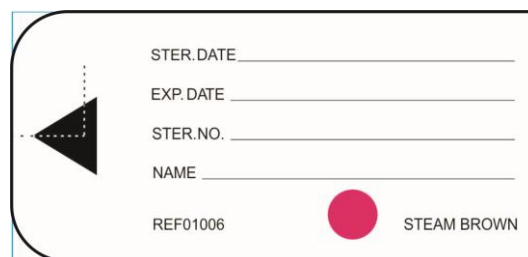 STER.DATE
EXP.DATE
STER.NO.
NAME
REF01006 STEAM BROWN